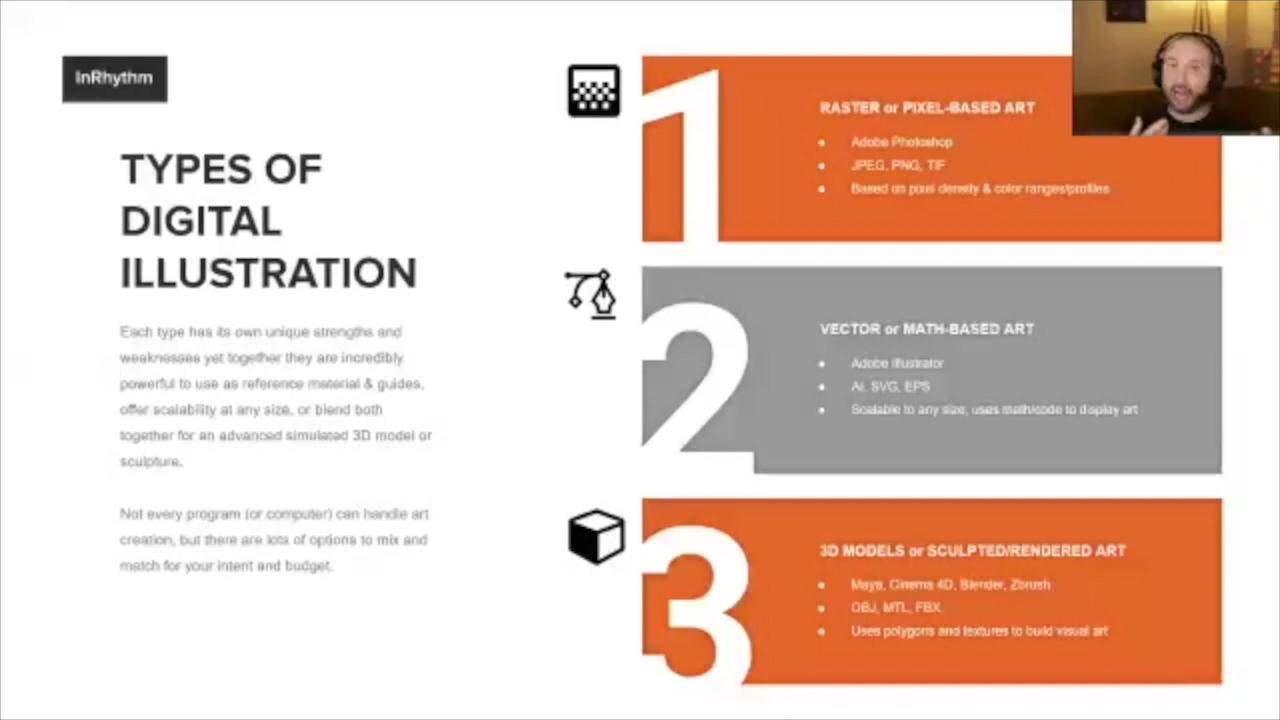 InRhythm
TYPES OF
DIGITAL
ILLUSTRATION
Each type has its own unique strengths and
weaknesses yet together they are incredibly
powerful to use as reference material & guides,
offer scalability at any size, or blend both
together for an advanced simulated 3D model or
sculpture.
Not every program (or computer) can handle art
creation, but there are lots of options to mix and
match for your intent and budget.
1
RASTER or PIXEL-BASED ART
● Adobe Photoshop
● JPEG, PNG, TIF
● Based on pixel density & color ranges/profiles
2
VECTOR or MATH-BASED ART
● Adobe Illustrator
● AI, SVG, EPS
● Scalable to any size, uses math/code to display art
3
3D MODELS or SCULPTED/RENDERED ART
● Maya, Cinema 4D, Blender, Zbrush
● OBJ, MTL, FBX
● Uses polygons and textures to build visual art